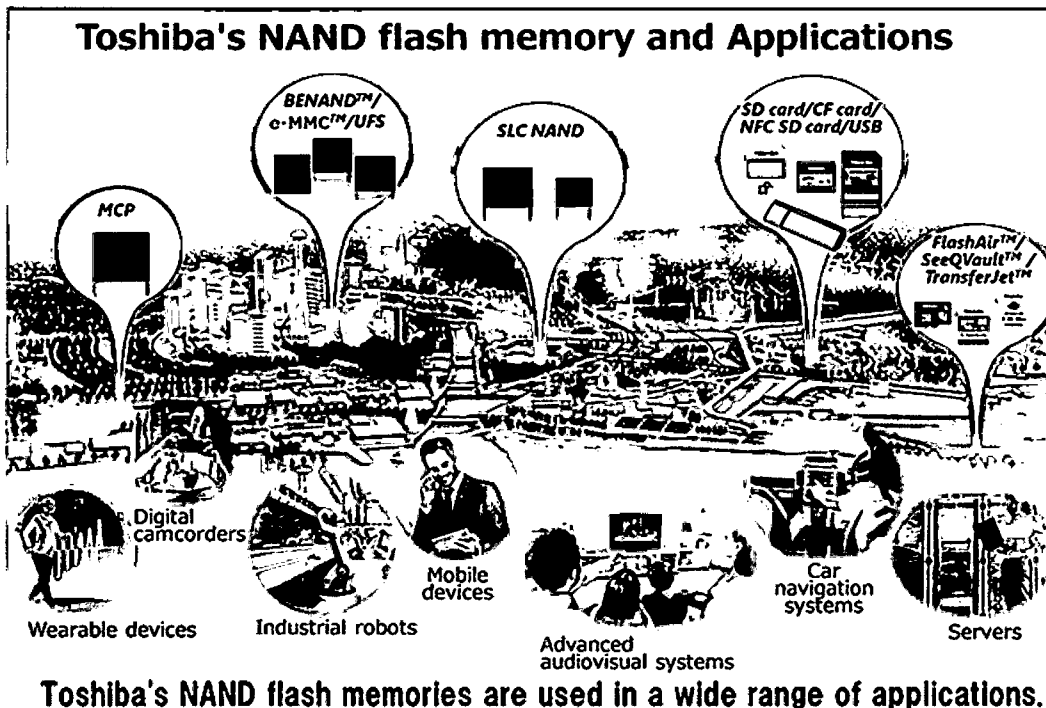 Toshiba's NAND flash memory and Applications
BENAND™/
e·MMC™/UFS
SLC NAND
SD card/CF card/
NFC SD card/USB
MCP
FlashAir™/
SeeQVault™/
TransferJet™
Digital
camcorders
Mobile
devices
Car
navigation
systems
Wearable devices
Industrial robots
Advanced
audiovisual systems
Servers
Toshiba's NAND flash memories are used in a wide range of applications.